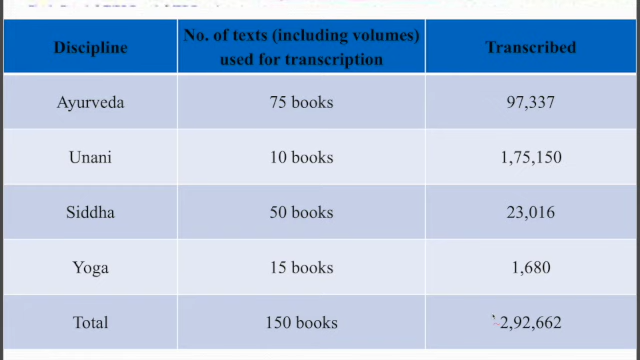 Discipline
No. of texts (including volumes)
used for transcription
Transcribed
Ayurveda
75 books
97,337
Unani
10 books
1,75,150
Siddha
50 books
23,016
Yoga
15 books
1,680
Total
150 books
2,92,662